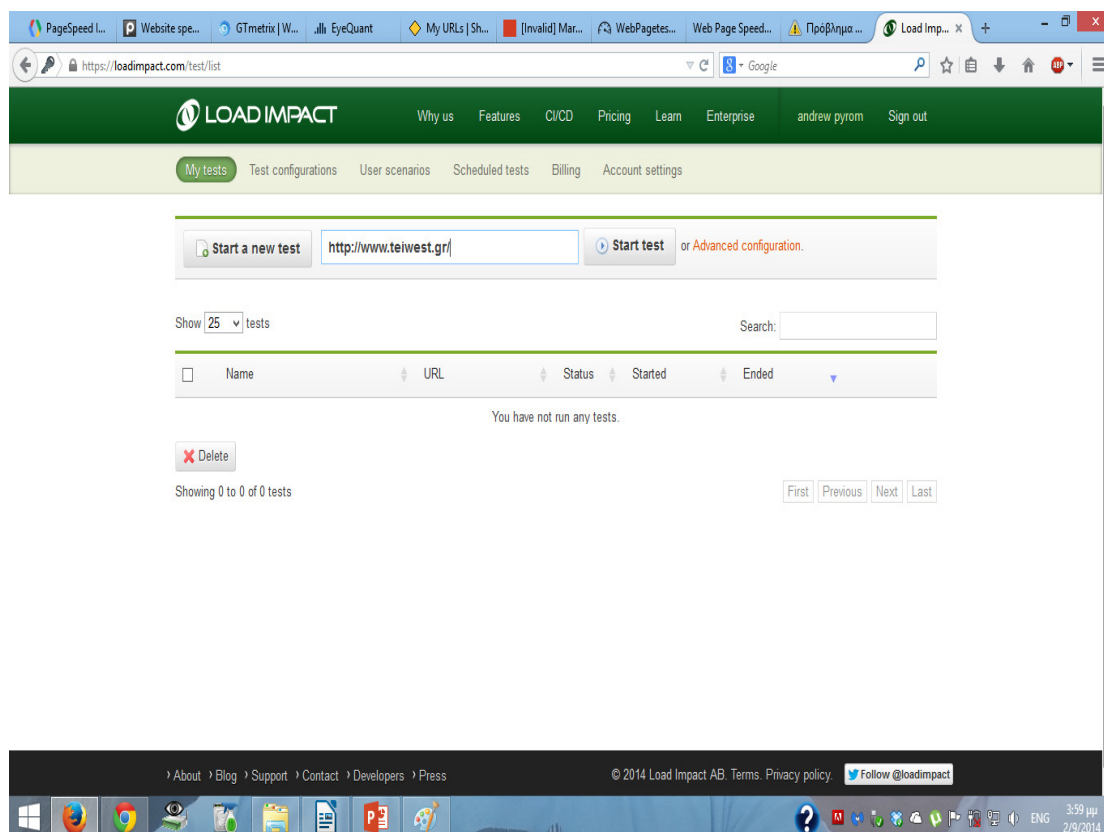 PageSpeed I... Website spe... GTmetrix | W... EyeQuant My URLs | Sh... [Invalid] Mar... WebPagetes... Web Page Speed... Πρόβλημα ... Load Imp...
https://loadimpact.com/test/list Google
LOAD IMPACT Why us Features CI/CD Pricing Learn Enterprise andrew pyrom Sign out
My tests Test configurations User scenarios Scheduled tests Billing Account settings
Start a new test http://www.teiwest.gr/ Start test or Advanced configuration.
Show 25 tests Search:
Name URL Status Started Ended
You have not run any tests.
Delete
Showing 0 to 0 of 0 tests First Previous Next Last
› About › Blog › Support › Contact › Developers › Press © 2014 Load Impact AB. Terms. Privacy policy. Follow @loadimpact
ENG 3:59 μμ
2/9/2014